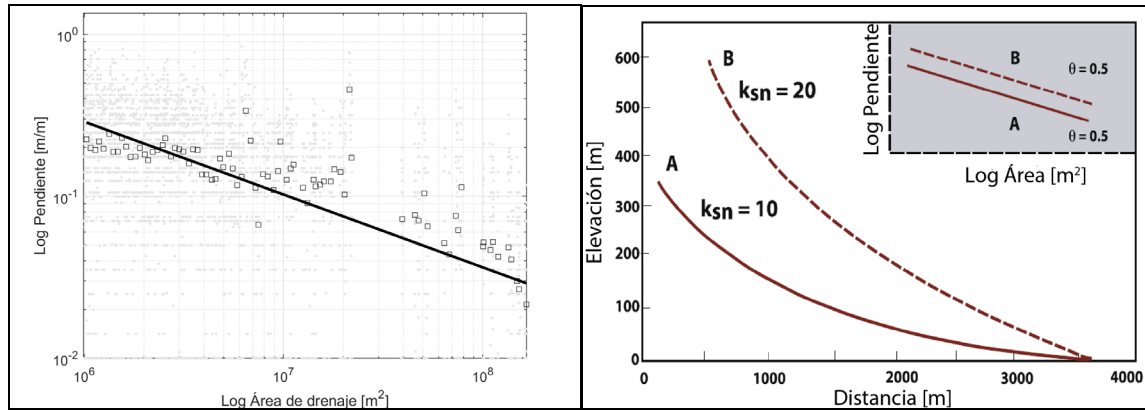 10^0
10^-1
10^-2
Log Pendiente [m/m]
10^6
10^7
10^8
Log Área de drenaje [m^2]
600
500
400
300
200
100
0
Elevación [m]
B
k_sn = 20
A
k_sn = 10
0
1000
2000
3000
4000
Distancia [m]
Log Pendiente
B
θ = 0.5
A
θ = 0.5
Log Área [m^2]